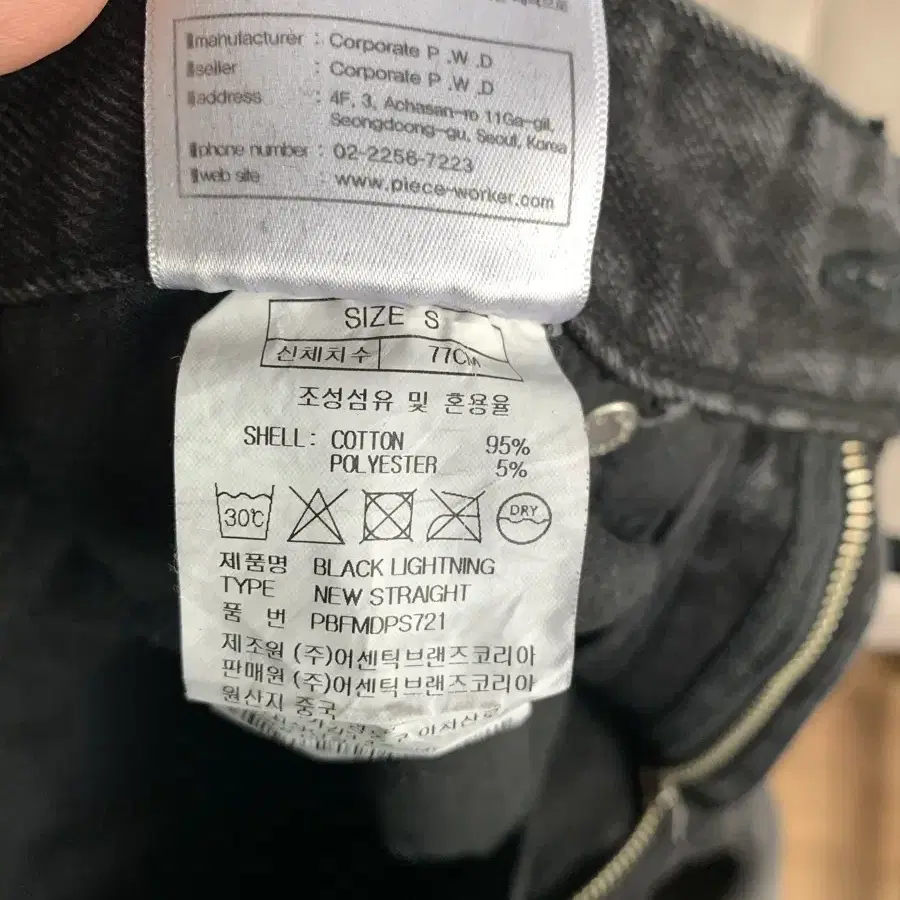 manufacturer : Corporate P .W .D
seller : Corporate P .W .D
address : 4F, 3, Achasan-ro 11Ga-gil,
Seongdoong-gu, Seoul, Korea
phone number : 02-2256-7223
web site : www.piece-worker.com
SIZE S
신체치수 77CM
조성섬유 및 혼용율
SHELL: COTTON 95%
POLYESTER 5%
30℃ DRY
제품명 BLACK LIGHTNING
TYPE NEW STRAIGHT
품 번 PBFMDPS721
제조원 (주)어센틱브랜즈코리아
판매원 (주)어센틱브랜즈코리아
원산지 중국
아차산로